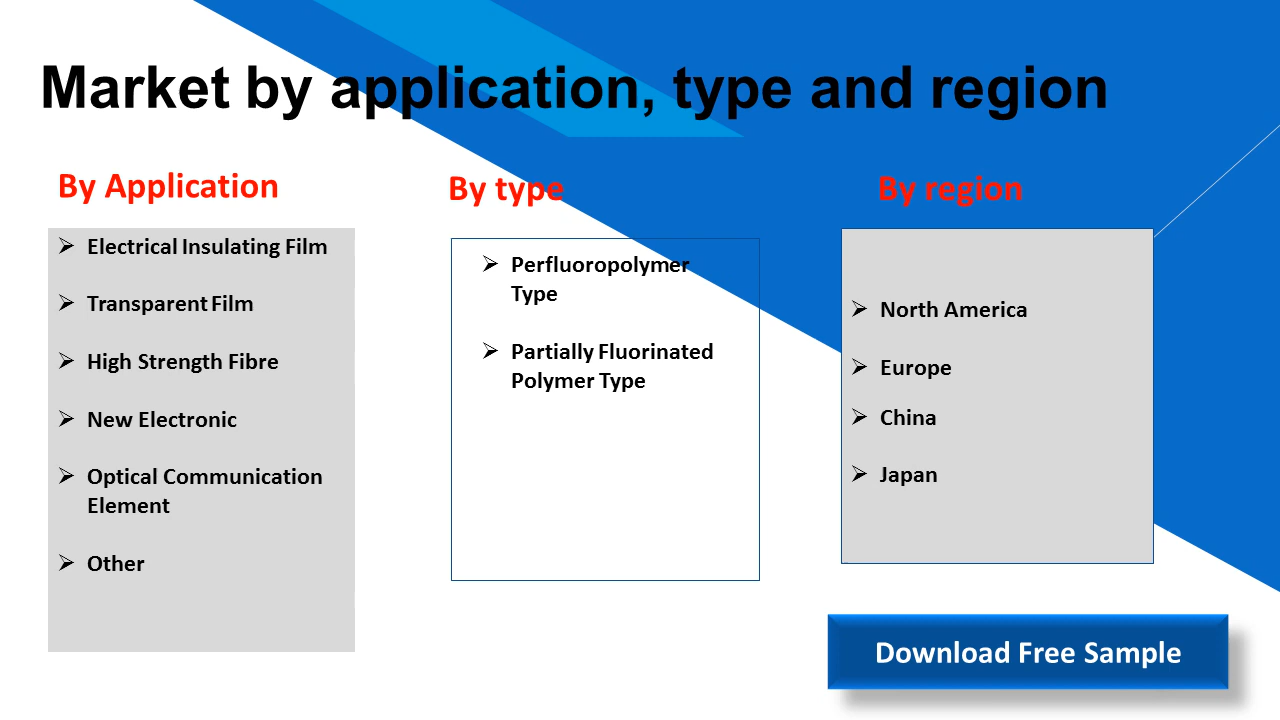 Market by application, type and region
By Application
Electrical Insulating Film
Transparent Film
High Strength Fibre
New Electronic
Optical Communication
Element
Other
By type
Perfluoropolymer
Type
Partially Fluorinated
Polymer Type
By region
North America
Europe
China
Japan
Download Free Sample